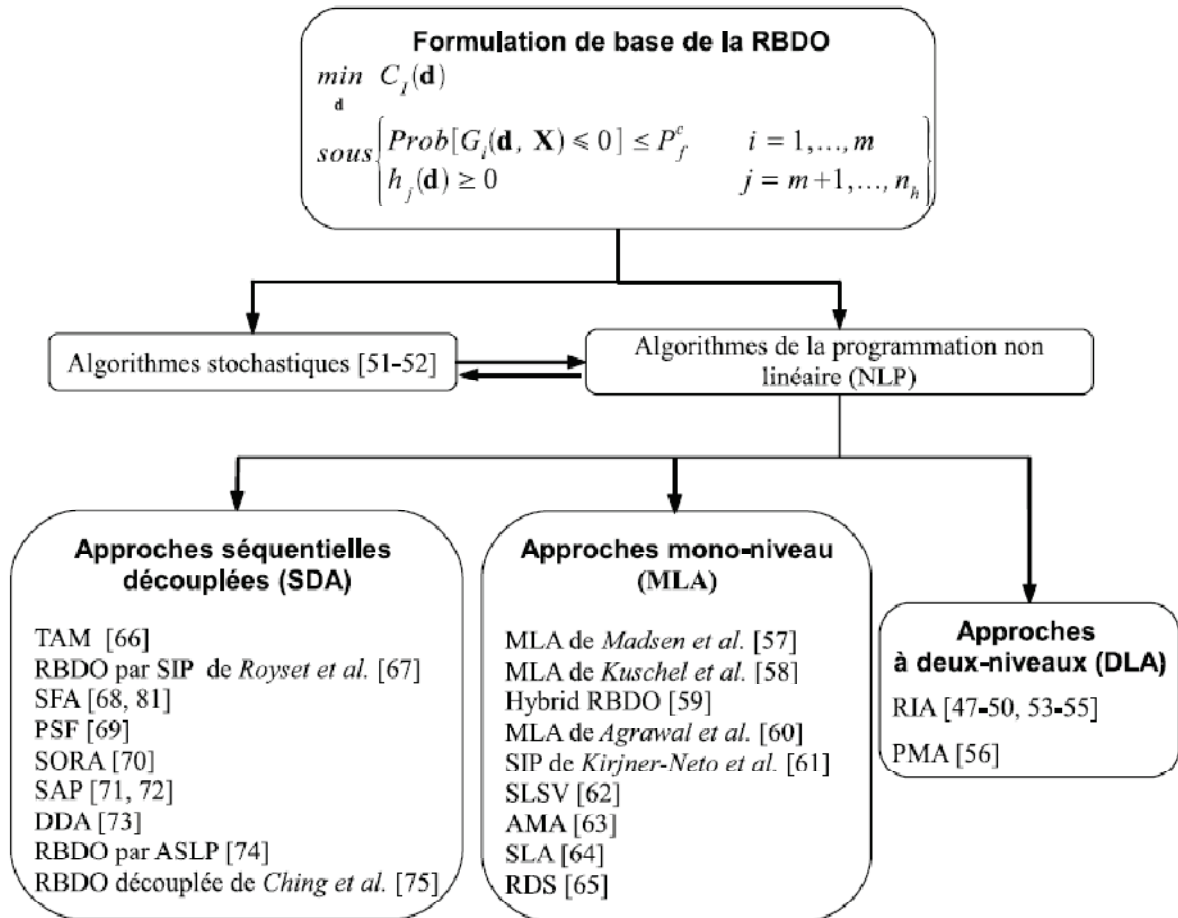 Formulation de base de la RBDO
min C_I(d)
d
sous { Prob[G_i(d, X) ⩽ 0] ≤ P_f^c i = 1,...,m
h_j(d) ≥ 0 j = m+1,..., n_h }
Algorithmes stochastiques [51-52]
Algorithmes de la programmation non
linéaire (NLP)
Approches séquentielles
découplées (SDA)
TAM [66]
RBDO par SIP de Royset et al. [67]
SFA [68, 81]
PSF [69]
SORA [70]
SAP [71, 72]
DDA [73]
RBDO par ASLP [74]
RBDO découplée de Ching et al. [75]
Approches mono-niveau
(MLA)
MLA de Madsen et al. [57]
MLA de Kuschel et al. [58]
Hybrid RBDO [59]
MLA de Agrawal et al. [60]
SIP de Kirjner-Neto et al. [61]
SLSV [62]
AMA [63]
SLA [64]
RDS [65]
Approches
à deux-niveaux (DLA)
RIA [47-50, 53-55]
PMA [56]